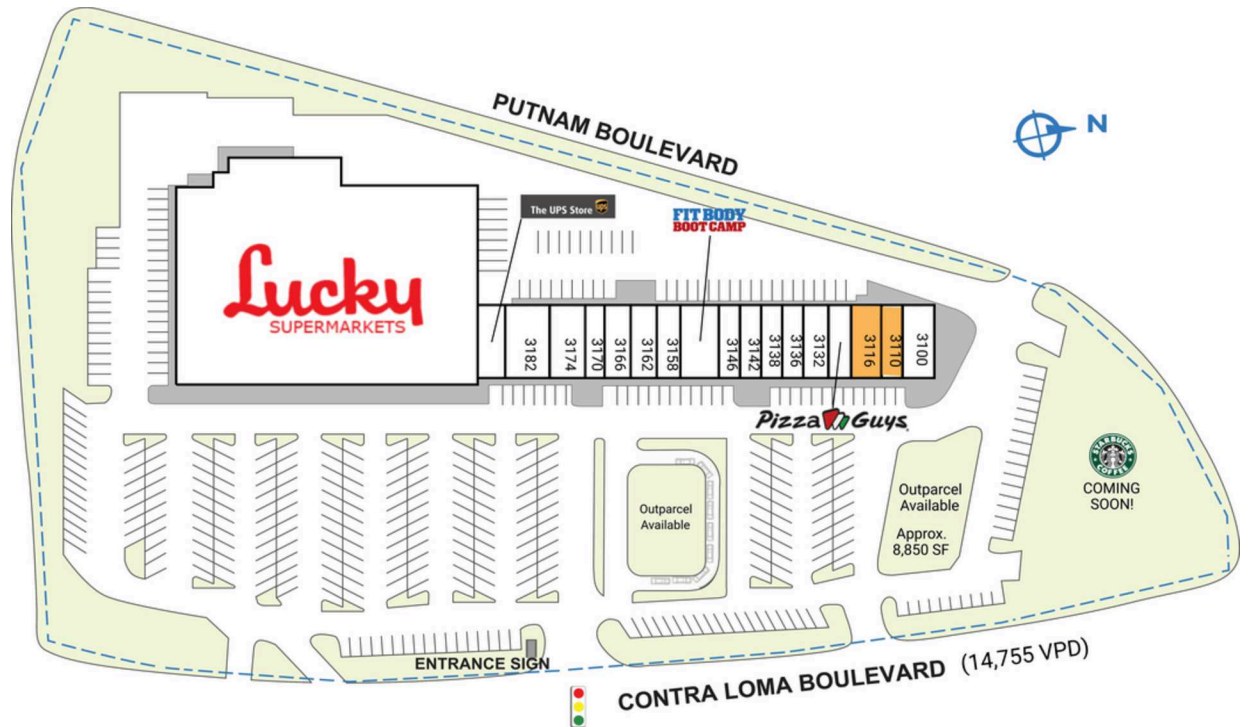 PUTNAM BOULEVARD
N
The UPS Store
ups
FIT BODY
BOOT CAMP
Lucky
SUPERMARKETS
3182
3174
3170
3166
3162
3158
3146
3142
3138
3136
3132
3116
3110
3100
Pizza Guys
STARBUCKS
COFFEE
COMING
SOON!
Outparcel
Available
Outparcel
Available
Approx.
8,850 SF
ENTRANCE SIGN
CONTRA LOMA BOULEVARD (14,755 VPD)